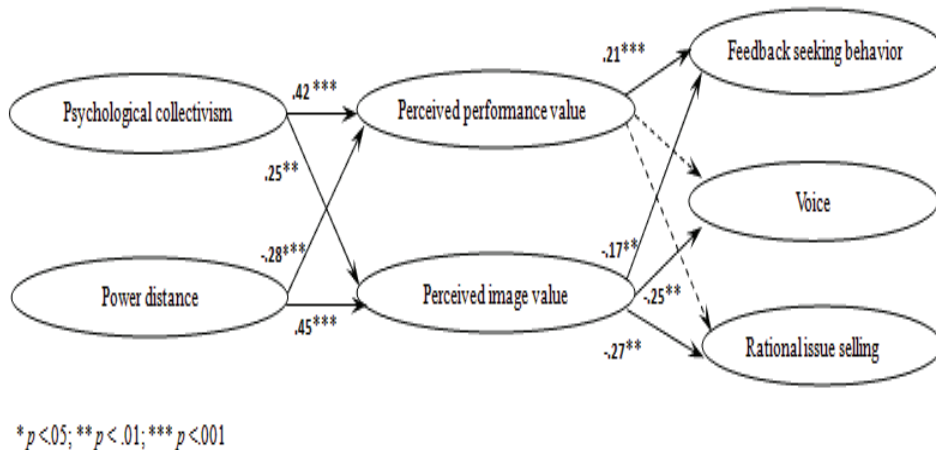 .21***
Feedback seeking behavior
.42 ***
Psychological collectivism
Perceived performance value
.25**
Voice
-.28***
-.17**
Power distance
Perceived image value
-.25**
.45***
-.27**
Rational issue selling
* p <.05; ** p < .01; *** p <.001